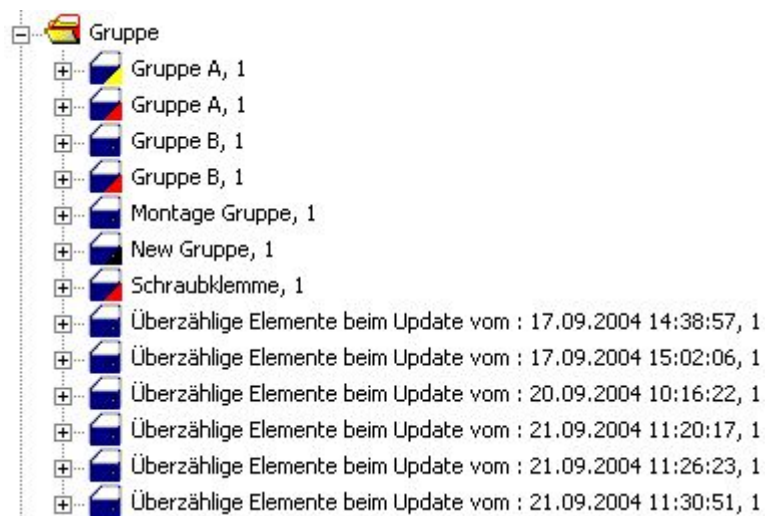 Gruppe
Gruppe A, 1
Gruppe A, 1
Gruppe B, 1
Gruppe B, 1
Montage Gruppe, 1
New Gruppe, 1
Schraubklemme, 1
Überzählige Elemente beim Update vom : 17.09.2004 14:38:57, 1
Überzählige Elemente beim Update vom : 17.09.2004 15:02:06, 1
Überzählige Elemente beim Update vom : 20.09.2004 10:16:22, 1
Überzählige Elemente beim Update vom : 21.09.2004 11:20:17, 1
Überzählige Elemente beim Update vom : 21.09.2004 11:26:23, 1
Überzählige Elemente beim Update vom : 21.09.2004 11:30:51, 1